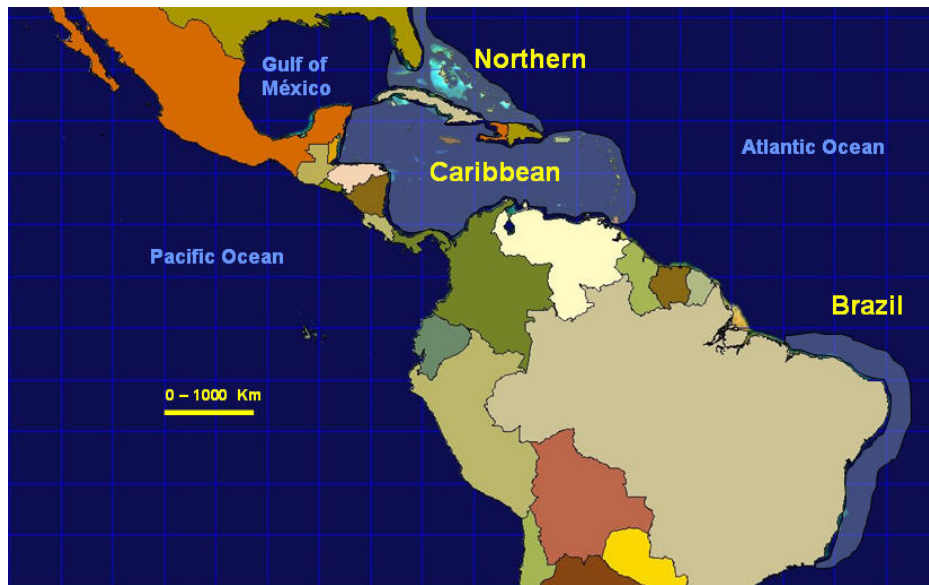 Northern
Gulf of
México
Atlantic Ocean
Caribbean
Pacific Ocean
Brazil
0 – 1000 Km